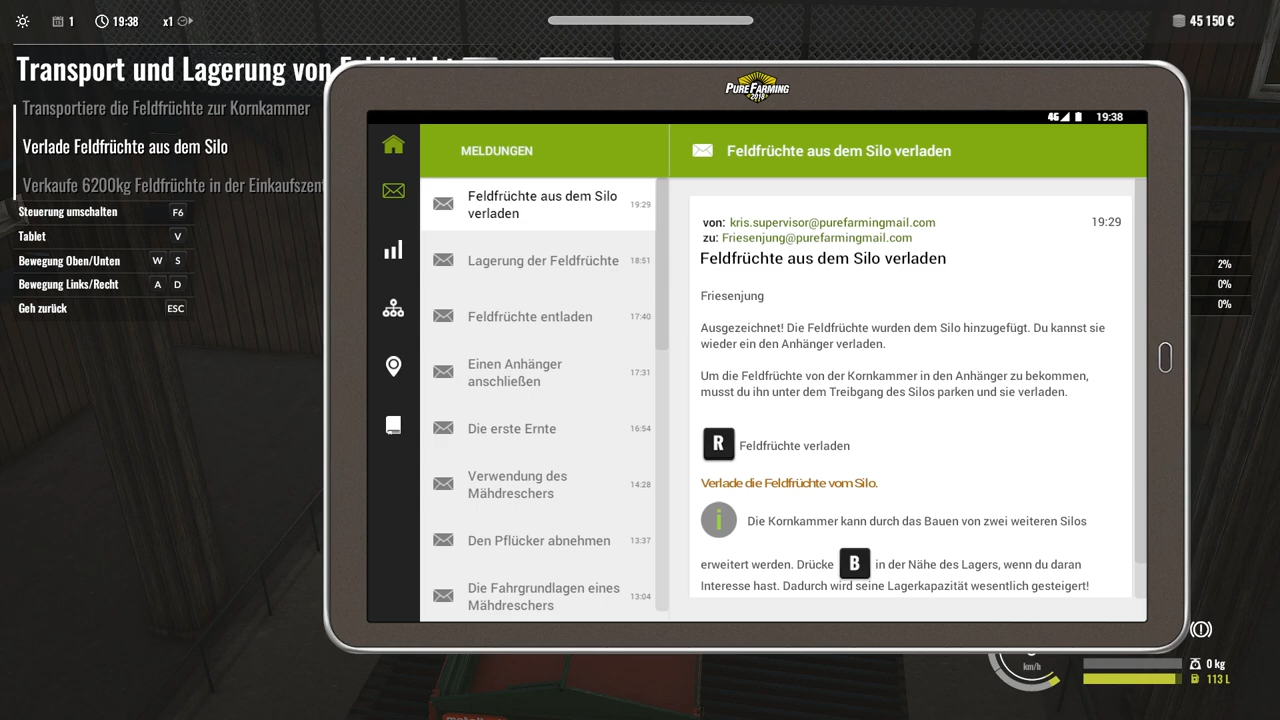 1
19:38
x1
45 150 €
Transport und Lagerung von
Transportiere die Feldfrüchte zur Kornkammer
Verlade Feldfrüchte aus dem Silo
Verkaufe 6200kg Feldfrüchte in der Einkaufszent
Steuerung umschalten F6
Tablet V
Bewegung Oben/Unten W S
Bewegung Links/Recht A D
Geh zurück ESC
PURE FARMING
2018
4G 19:38
MELDUNGEN
Feldfrüchte aus dem Silo verladen
Feldfrüchte aus dem Silo
verladen
19:29
Lagerung der Feldfrüchte 18:51
Feldfrüchte entladen 17:40
Einen Anhänger
anschließen
17:31
Die erste Ernte 16:54
Verwendung des
Mähdreschers
14:28
Den Pflücker abnehmen 13:37
Die Fahrgrundlagen eines
Mähdreschers
13:04
von: kris.supervisor@purefarmingmail.com 19:29
zu: Friesenjung@purefarmingmail.com
Feldfrüchte aus dem Silo verladen
Friesenjung
Ausgezeichnet! Die Feldfrüchte wurden dem Silo hinzugefügt. Du kannst sie
wieder ein den Anhänger verladen.
Um die Feldfrüchte von der Kornkammer in den Anhänger zu bekommen,
musst du ihn unter dem Treibgang des Silos parken und sie verladen.
R Feldfrüchte verladen
Verlade die Feldfrüchte vom Silo.
i Die Kornkammer kann durch das Bauen von zwei weiteren Silos
erweitert werden. Drücke B in der Nähe des Lagers, wenn du daran
Interesse hast. Dadurch wird seine Lagerkapazität wesentlich gesteigert!
2%
0%
0%
km/h
0 kg
113 L